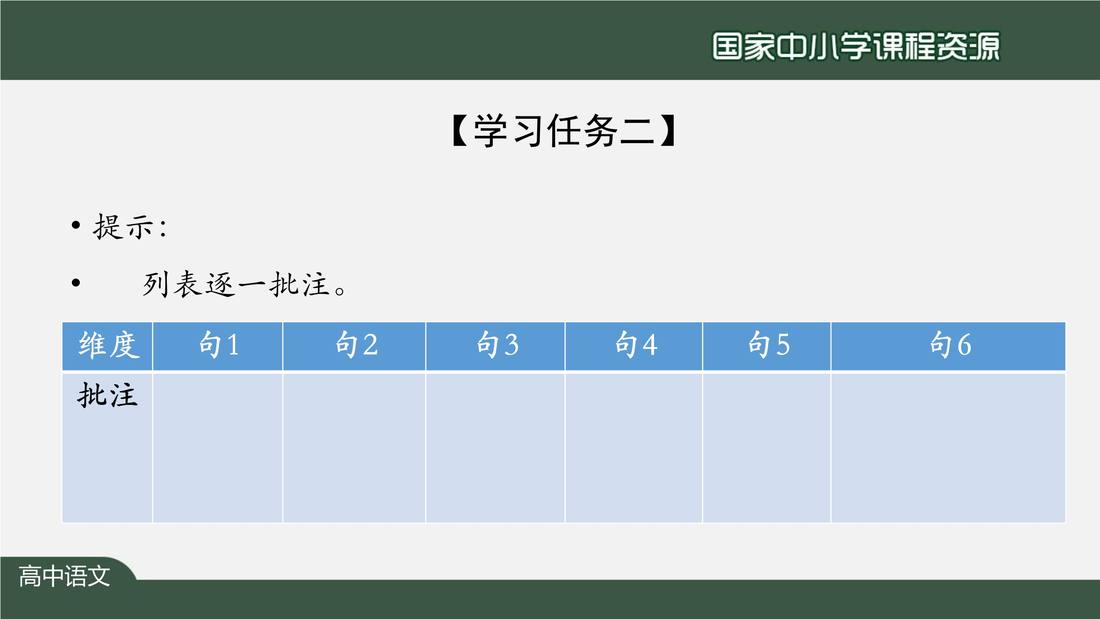 国家中小学课程资源
【学习任务二】
• 提示：
• 列表逐一批注。
维度 句1 句2 句3 句4 句5 句6
批注
高中语文